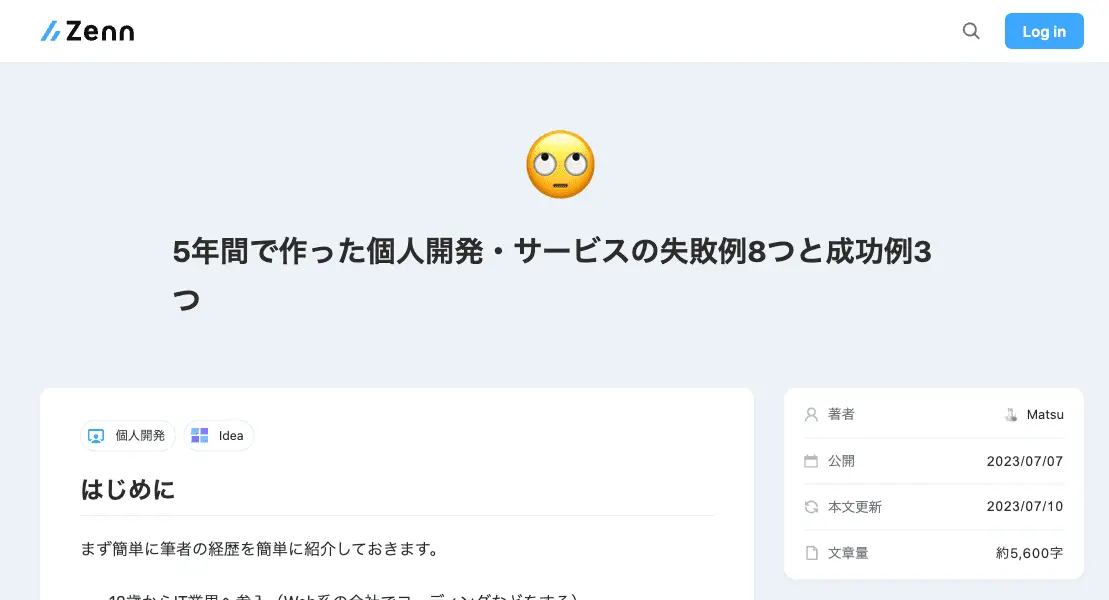 Zenn
Log in
5年間で作った個人開発・サービスの失敗例8つと成功例3
つ
個人開発
Idea
はじめに
まず簡単に筆者の経歴を簡単に紹介しておきます。
著者 Matsu
公開 2023/07/07
本文更新 2023/07/10
文章量 約5,600字